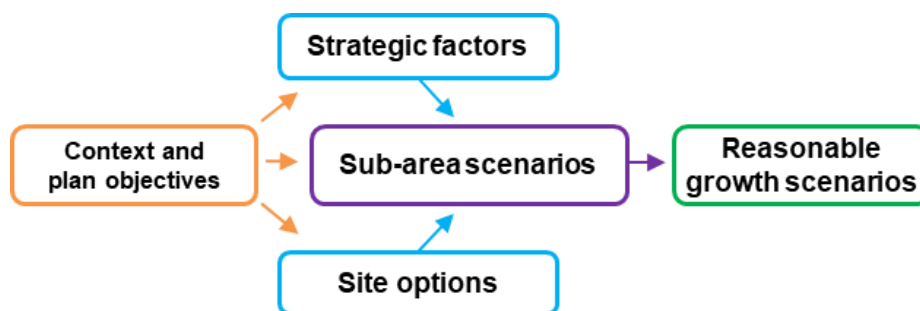 Strategic factors
Context and
plan objectives
Sub-area scenarios
Reasonable
growth scenarios
Site options